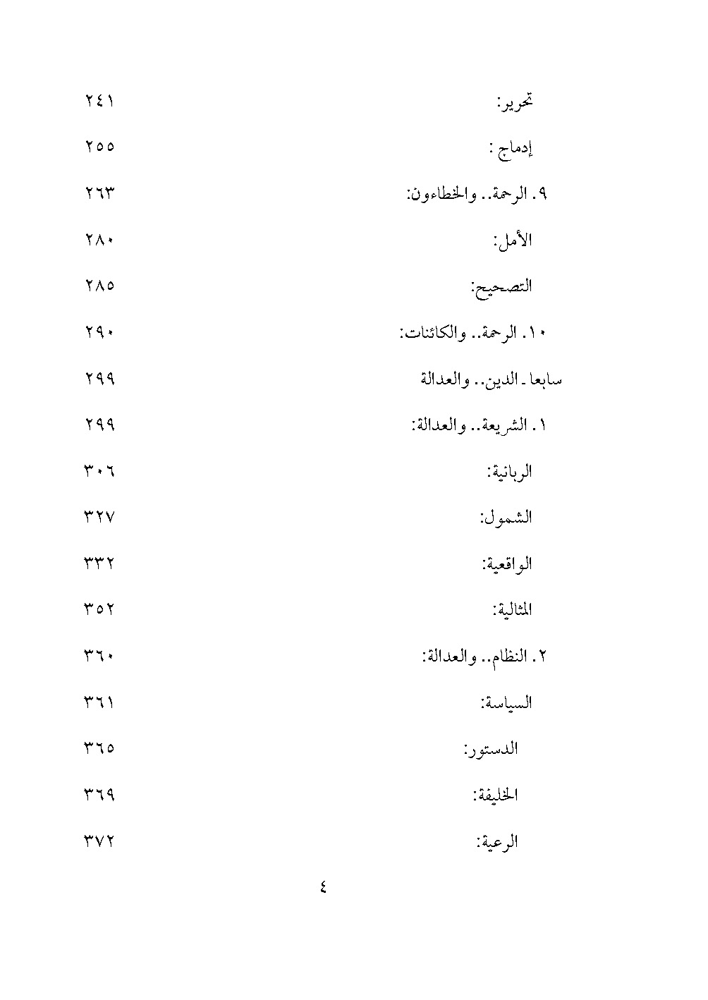 تحرير: ٢٤١
إدماج : ٢٥٥
٩. الرحمة.. والخطاءون: ٢٦٣
الأمل: ٢٨٠
التصحيح: ٢٨٥
١٠. الرحمة.. والكائنات: ٢٩٠
سابعا ـ الدين.. والعدالة ٢٩٩
١. الشريعة.. والعدالة: ٢٩٩
الربانية: ٣٠٦
الشمول: ٣٢٧
الواقعية: ٣٣٢
المثالية: ٣٥٢
٢. النظام.. والعدالة: ٣٦٠
السياسة: ٣٦١
الدستور: ٣٦٥
الخليفة: ٣٦٩
الرعية: ٣٧٢
٤